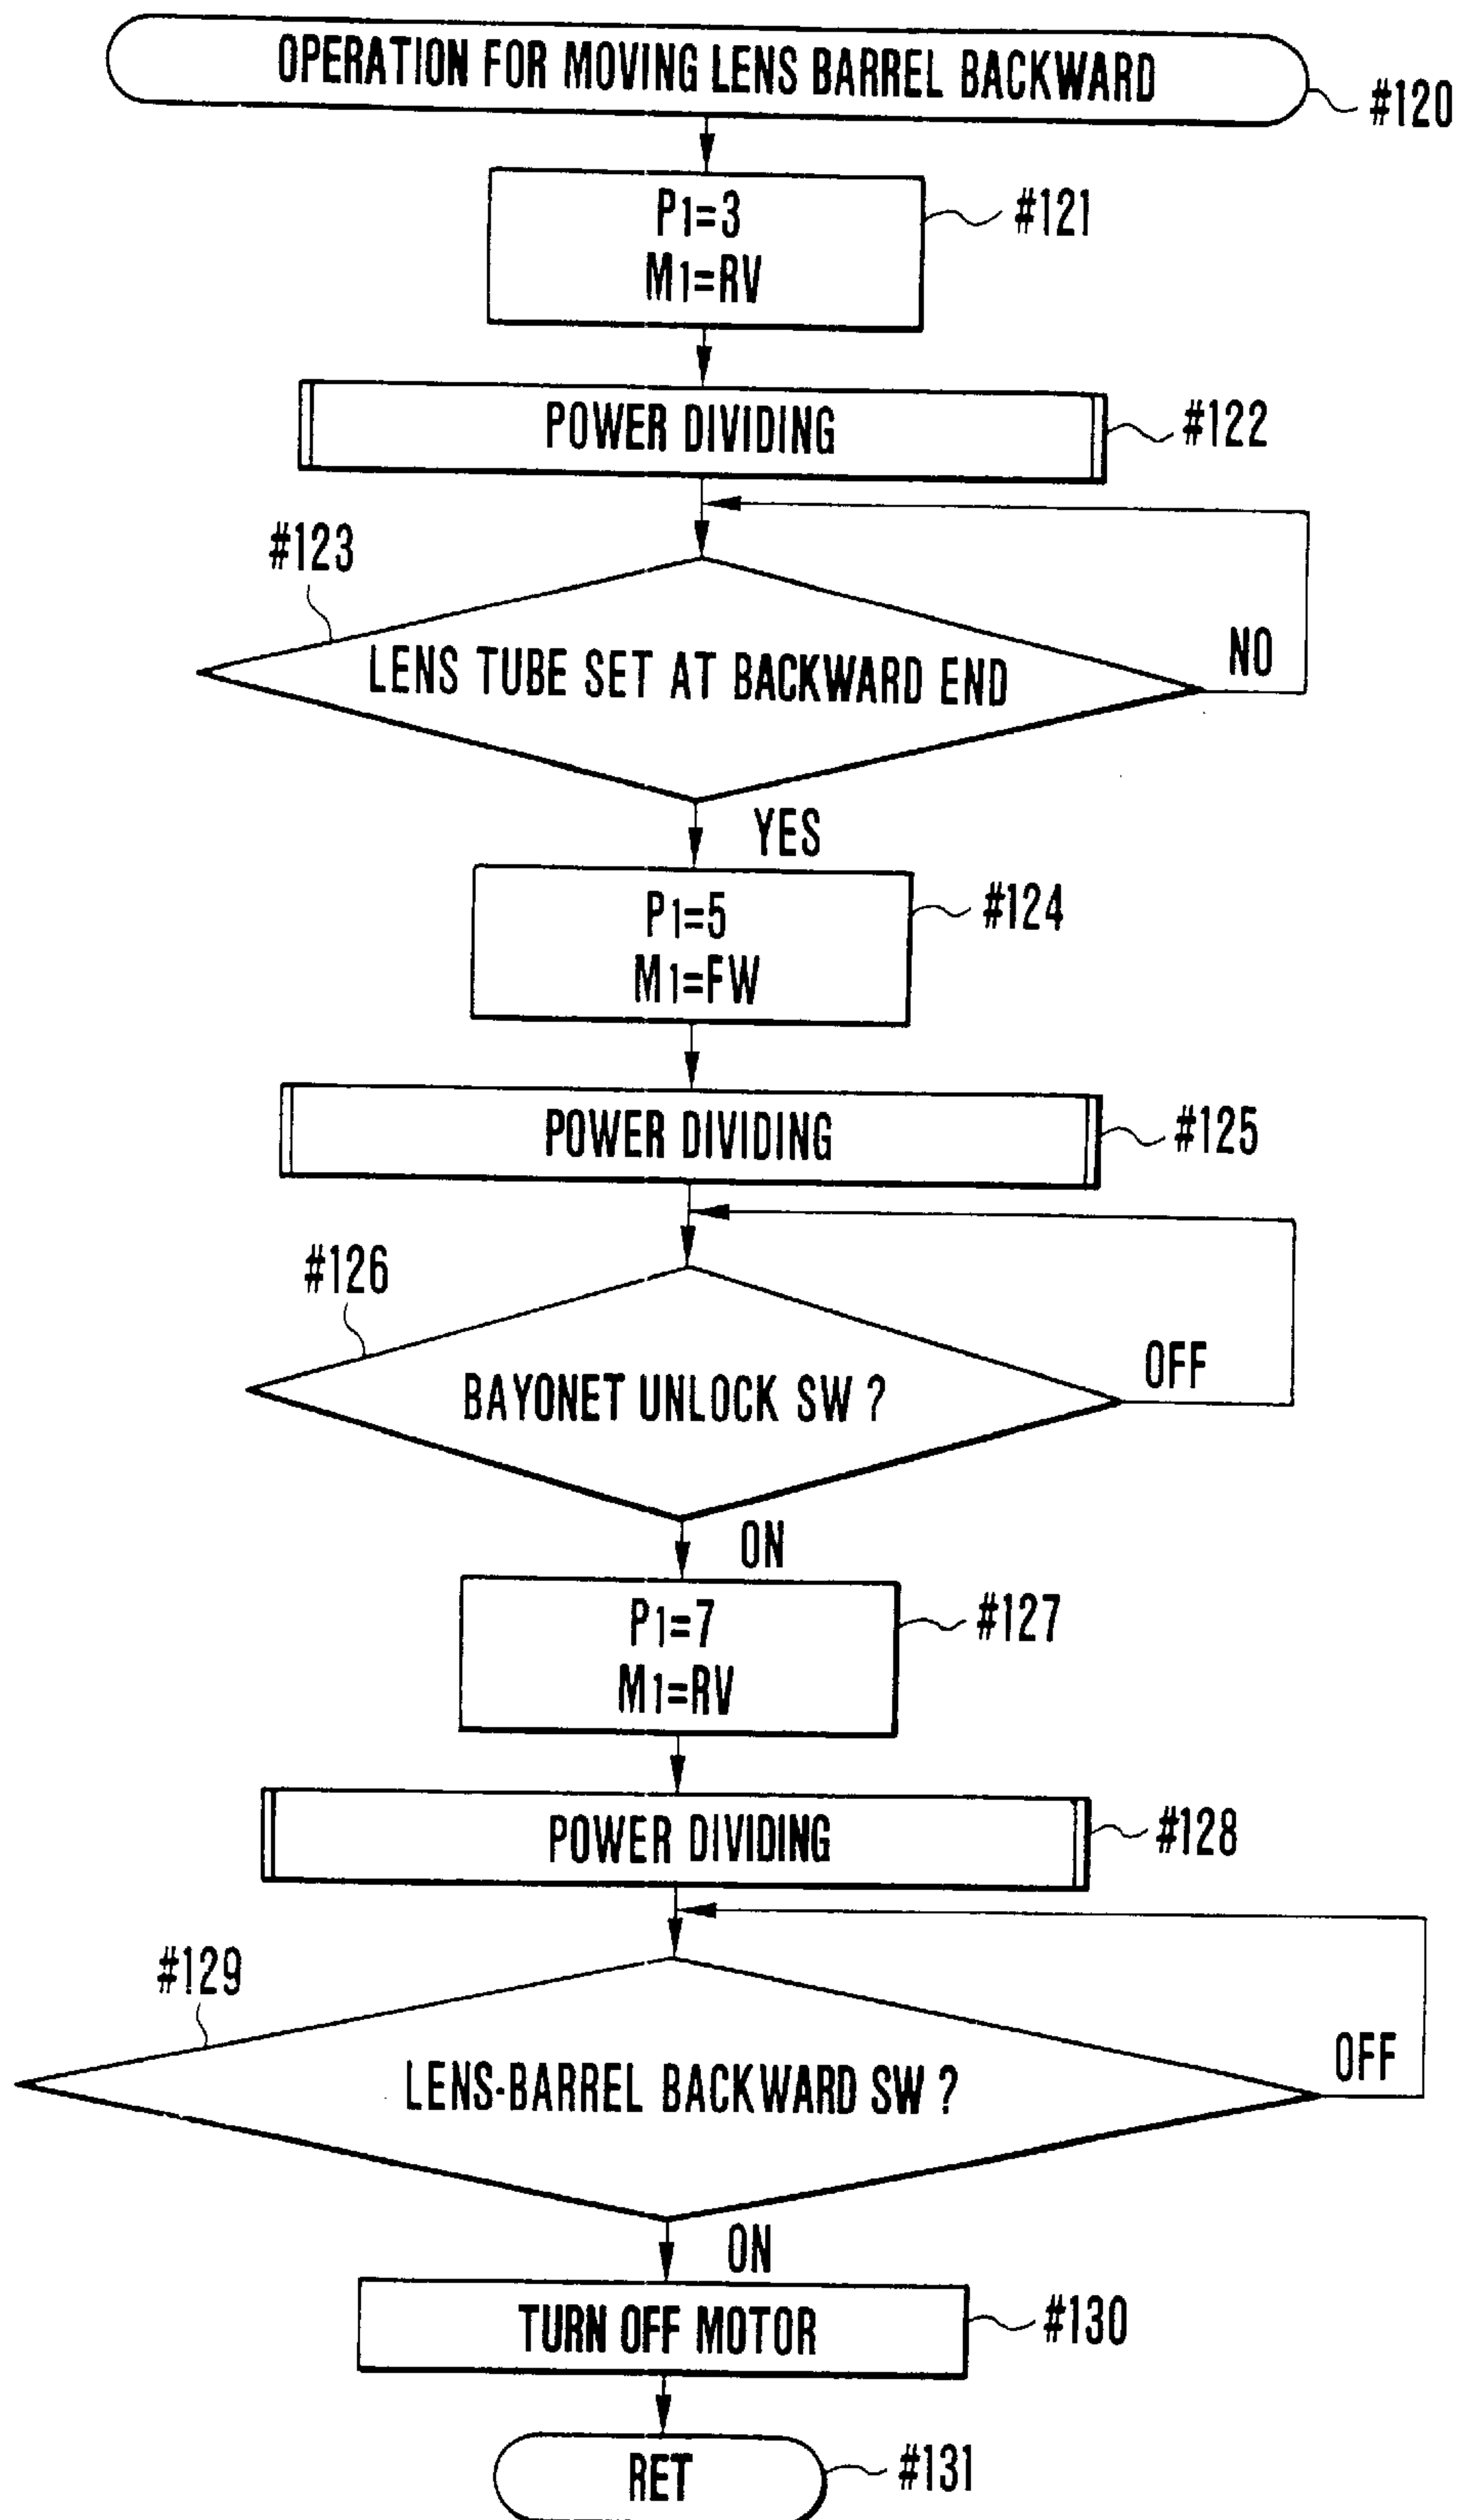 OPERATION FOR MOVING LENS BARREL BACKWARD
#120
P1=3
M1=RV
#121
POWER DIVIDING
#122
#123
LENS TUBE SET AT BACKWARD END
NO
YES
P1=5
M1=FW
#124
POWER DIVIDING
#125
#126
BAYONET UNLOCK SW ?
OFF
ON
P1=7
M1=RV
#127
POWER DIVIDING
#128
#129
LENS-BARREL BACKWARD SW ?
OFF
ON
TURN OFF MOTOR
#130
RET
#131